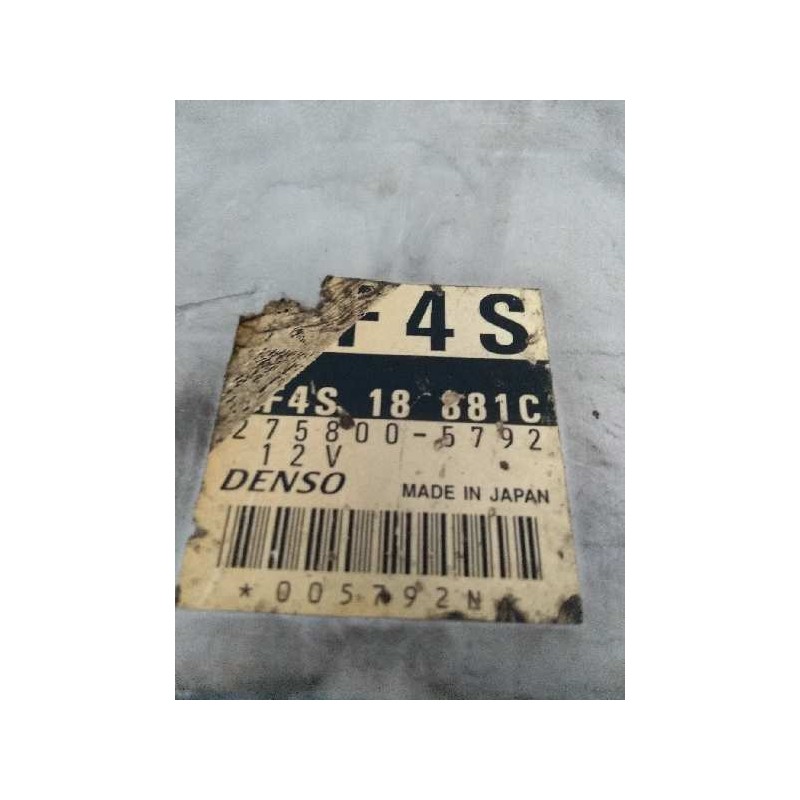 F4S
F4S 18 881C
275800-5792
12V
DENSO MADE IN JAPAN
*005792N